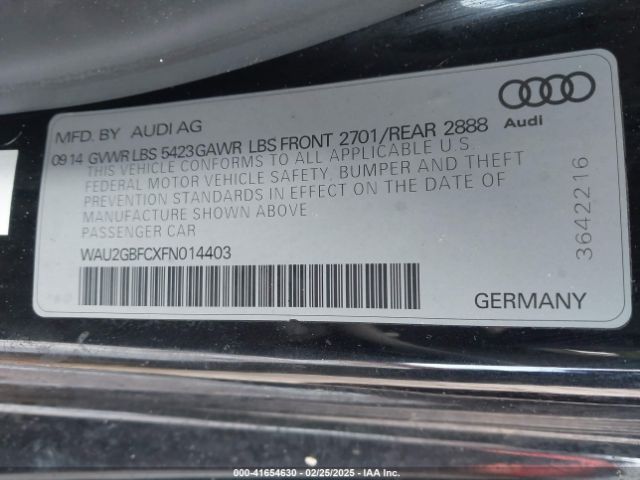 MFD. BY AUDI AG
Audi
09 14 GVWR LBS 5423 GAWR LBS FRONT 2701/REAR 2888
THIS VEHICLE CONFORMS TO ALL APPLICABLE U.S.
FEDERAL MOTOR VEHICLE SAFETY, BUMPER AND THEFT
PREVENTION STANDARDS IN EFFECT ON THE DATE OF
MANUFACTURE SHOWN ABOVE
PASSENGER CAR
WAU2GBFCXFN014403
3642216
GERMANY
000-41654630 - 02/25/2025 - IAA Inc.